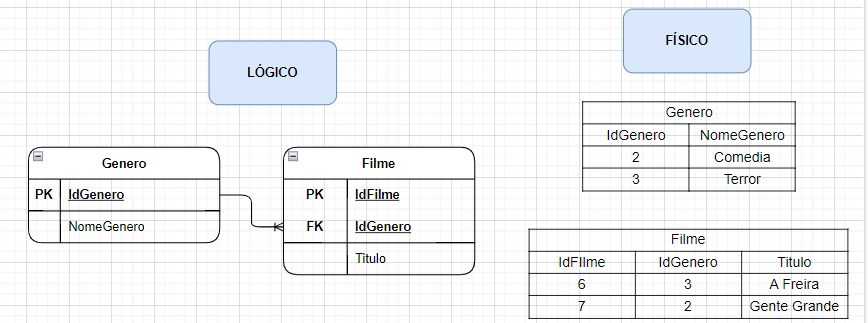 LÓGICO
Genero
PK IdGenero
NomeGenero
Filme
PK IdFilme
FK IdGenero
Titulo
FÍSICO
Genero
IdGenero NomeGenero
2 Comedia
3 Terror
Filme
IdFIlme IdGenero Titulo
6 3 A Freira
7 2 Gente Grande